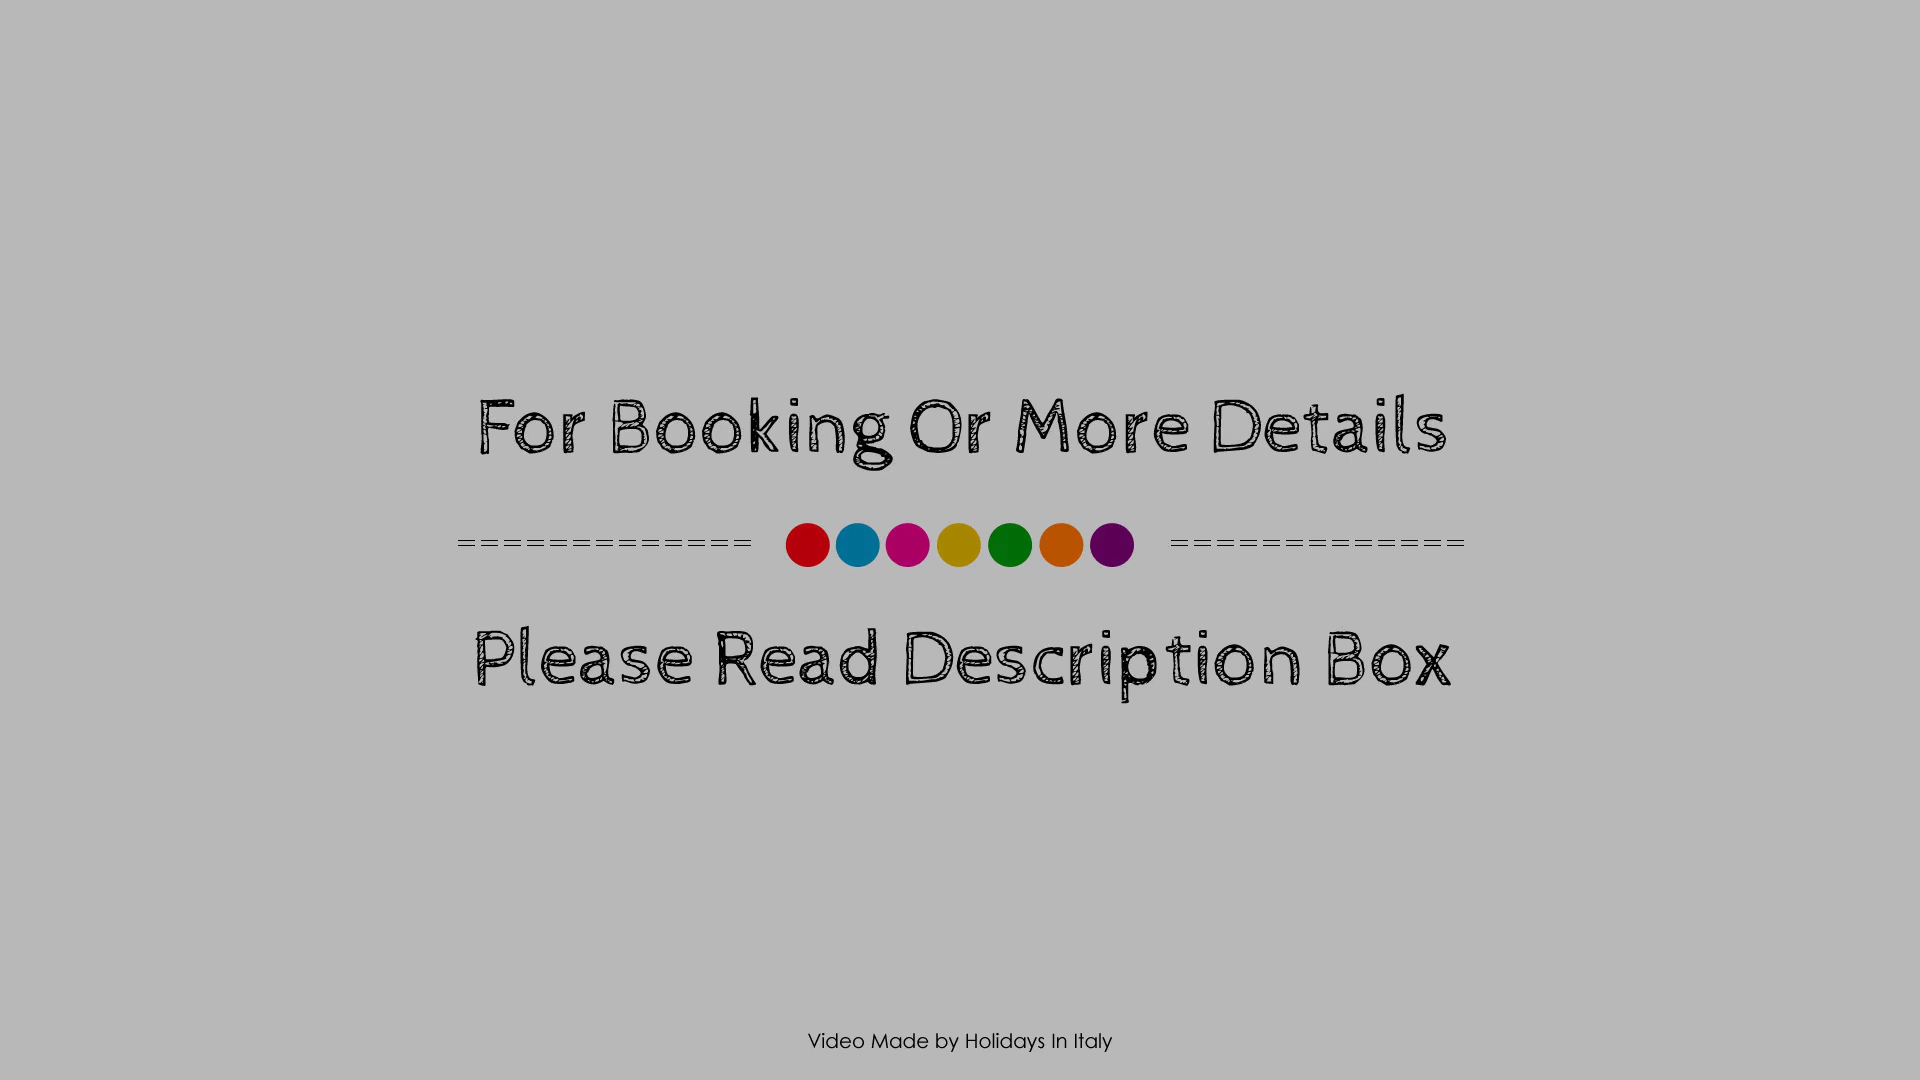 For Booking Or More Details
============= =============
Please Read Description Box
Video Made by Holidays In Italy